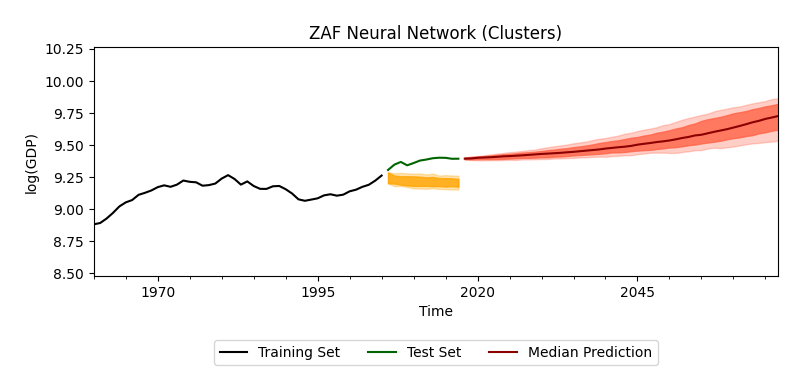 ZAF Neural Network (Clusters)
10.25
10.00
9.75
9.50
9.25
9.00
8.75
8.50
log(GDP)
1970 1995 2020 2045
Time
Training Set Test Set Median Prediction